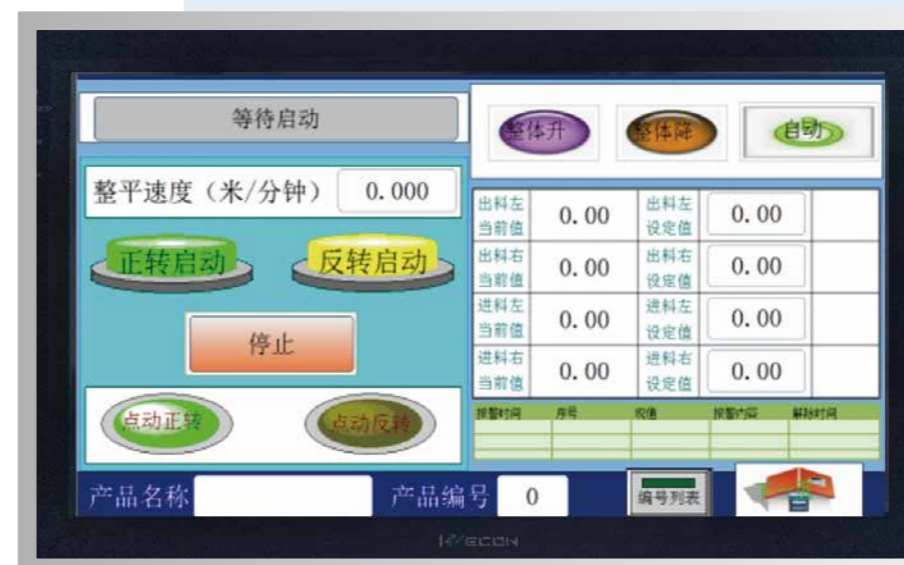 等待启动
整体升
整体降
自动
整平速度（米/分钟）
0.000
正转启动
反转启动
停止
点动正转
点动反转
出料左
当前值
0.00
出料左
设定值
0.00
出料右
当前值
0.00
出料右
设定值
0.00
进料左
当前值
0.00
进料左
设定值
0.00
进料右
当前值
0.00
进料右
设定值
0.00
报警时间 序号 报警内容 解除时间
产品名称
产品编号 0
编号列表
WECON